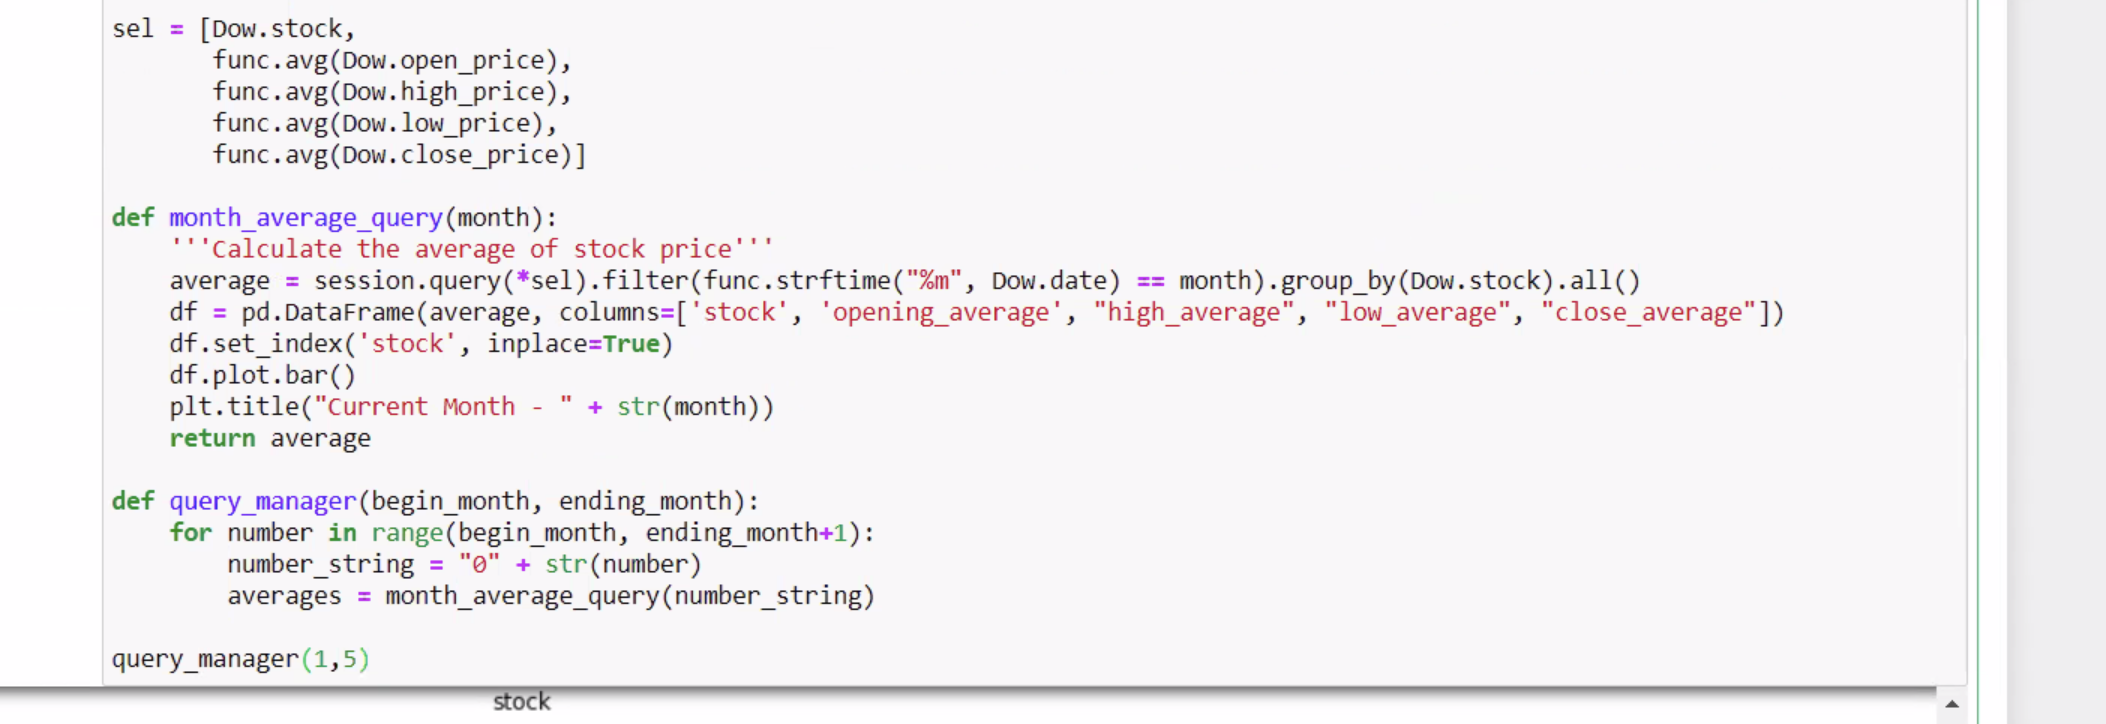 sel = [Dow.stock,
       func.avg(Dow.open_price),
       func.avg(Dow.high_price),
       func.avg(Dow.low_price),
       func.avg(Dow.close_price)]

def month_average_query(month):
    '''Calculate the average of stock price'''
    average = session.query(*sel).filter(func.strftime("%m", Dow.date) == month).group_by(Dow.stock).all()
    df = pd.DataFrame(average, columns=['stock', 'opening_average', "high_average", "low_average", "close_average"])
    df.set_index('stock', inplace=True)
    df.plot.bar()
    plt.title("Current Month - " + str(month))
    return average

def query_manager(begin_month, ending_month):
    for number in range(begin_month, ending_month+1):
        number_string = "0" + str(number)
        averages = month_average_query(number_string)

query_manager(1,5)
stock